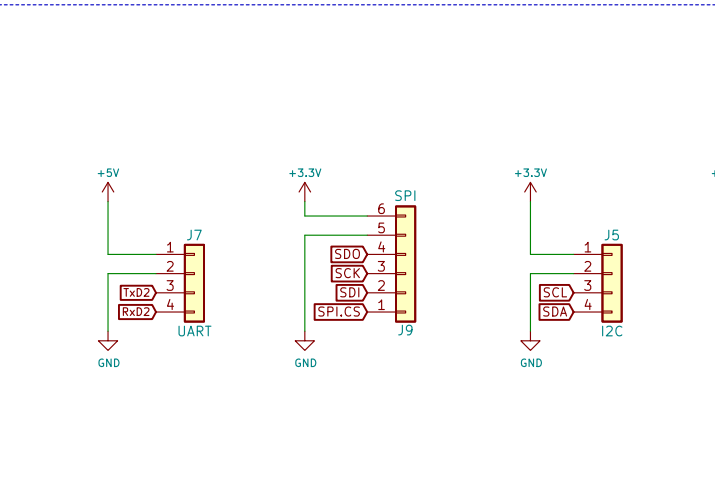 +5V
J7
1
2
3
4
TxD2
RxD2
UART
GND
+3.3V
SPI
6
5
4
3
2
1
SDO
SCK
SDI
SPI.CS
J9
GND
+3.3V
J5
1
2
3
4
SCL
SDA
I2C
GND